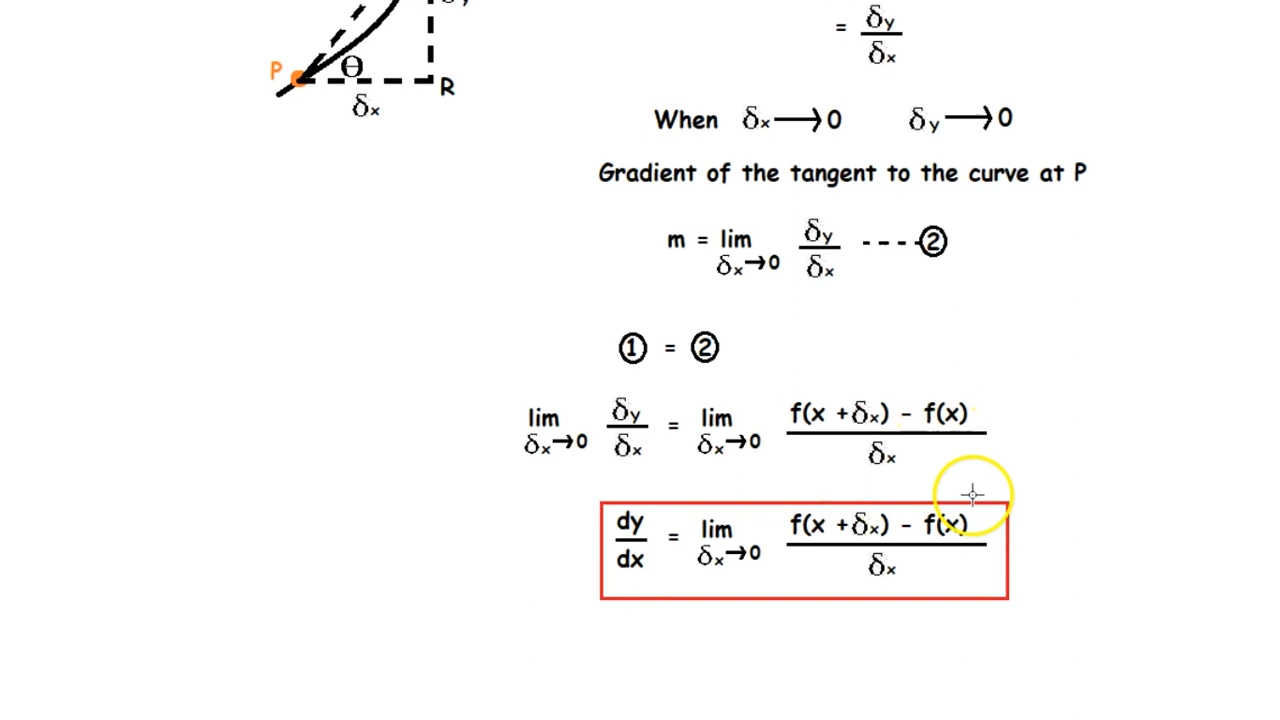 P
θ
R
δx
= δy/δx
When δx → 0 δy → 0
Gradient of the tangent to the curve at P
m = lim δx→0 δy/δx ----②
① = ②
lim δx→0 δy/δx = lim δx→0 f(x + δx) - f(x) / δx
dy/dx = lim δx→0 f(x + δx) - f(x) / δx